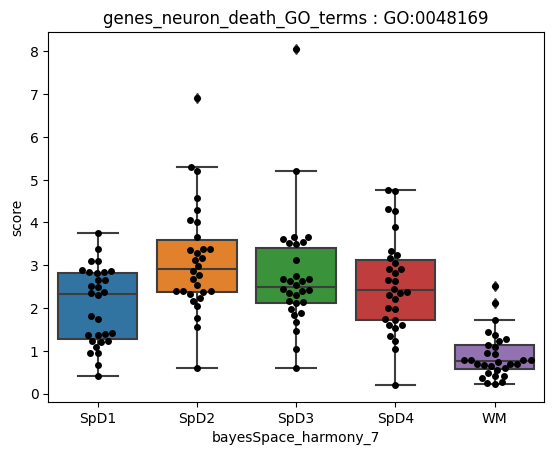 genes_neuron_death_GO_terms : GO:0048169
8
7
6
5
4
3
2
1
0
score
SpD1 SpD2 SpD3 SpD4 WM
bayesSpace_harmony_7